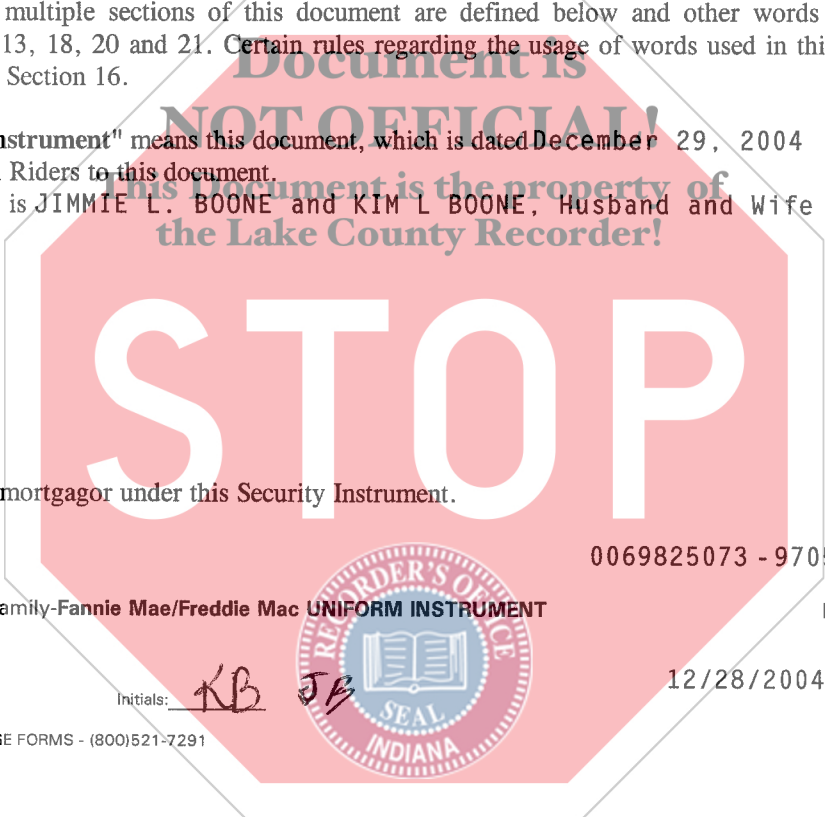 multiple sections of this document are defined below and other words
13, 18, 20 and 21. Certain rules regarding the usage of words used in thi
Section 16.
Document is
NOT OFFICIAL!
nstrument" means this document, which is dated December 29, 2004
Riders to this document.
This Document is the property of
is JIMMIE L. BOONE and KIM L BOONE, Husband and Wife
the Lake County Recorder!
STOP
mortgagor under this Security Instrument.
0069825073 - 970
amily-Fannie Mae/Freddie Mac UNIFORM INSTRUMENT
RECORDER'S OFFICE
SEAL
INDIANA
Initials: KB JB
12/28/2004
E FORMS - (800)521-7291